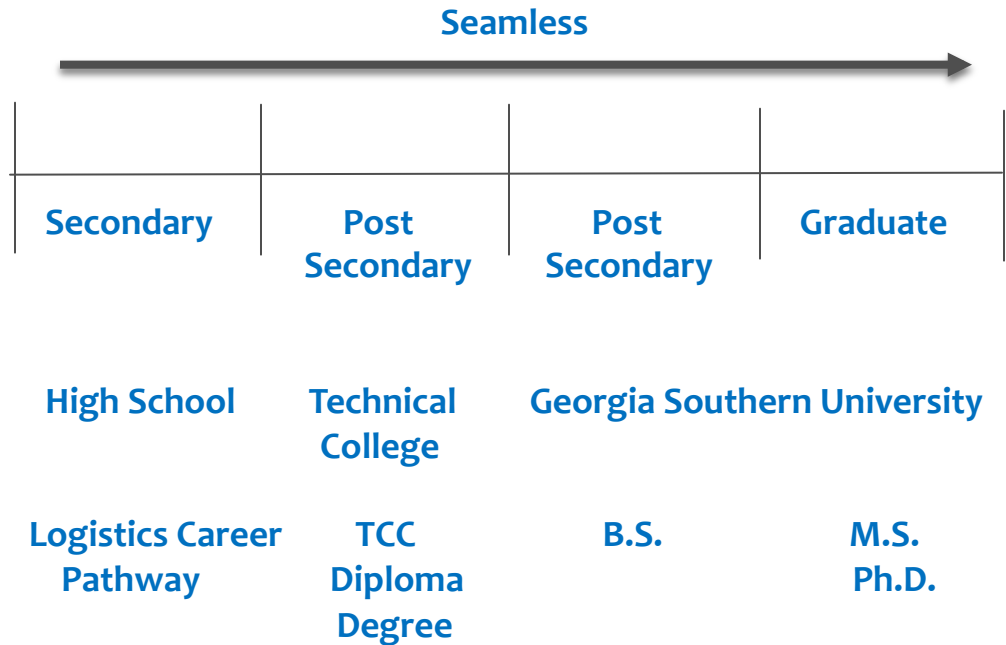 Seamless
Secondary
Post
Secondary
Post
Secondary
Graduate
High School
Technical
College
Georgia Southern University
Logistics Career
Pathway
TCC
Diploma
Degree
B.S.
M.S.
Ph.D.